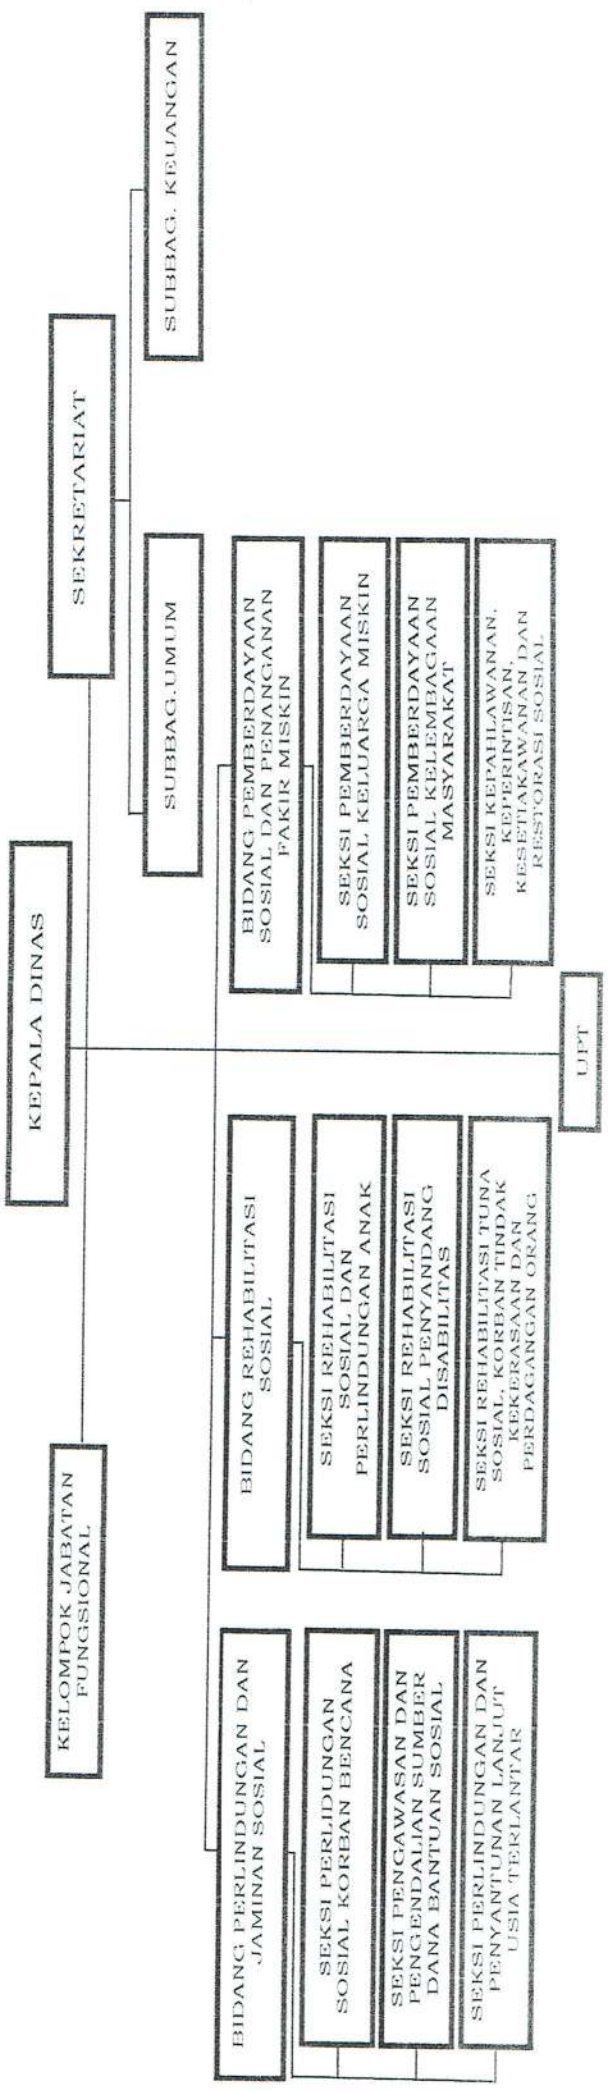 KEPALA DINAS
KELOMPOK JABATAN
FUNGSIONAL
SEKRETARIAT
SUBBAG.UMUM
SUBBAG. KEUANGAN
BIDANG PERLINDUNGAN DAN
JAMINAN SOSIAL
SEKSI PERLIDUNGAN
SOSIAL KORBAN BENCANA
SEKSI PENGAWASAN DAN
PENGENDALIAN SUMBER
DANA BANTUAN SOSIAL
SEKSI PERLINDUNGAN DAN
PENYANTUNAN LANJUT
USIA TERLANTAR
BIDANG REHABILITASI
SOSIAL
SEKSI REHABILITASI
SOSIAL DAN
PERLINDUNGAN ANAK
SEKSI REHABILITASI
SOSIAL PENYANDANG
DISABILITAS
SEKSI REHABILITASI TUNA
SOSIAL, KORBAN TINDAK
KEKERASAAN DAN
PERDAGANGAN ORANG
BIDANG PEMBERDAYAAN
SOSIAL DAN PENANGANAN
FAKIR MISKIN
SEKSI PEMBERDAYAAN
SOSIAL KELUARGA MISKIN
SEKSI PEMBERDAYAAN
SOSIAL KELEMBAGAAN
MASYARAKAT
SEKSI KEPAHLAWANAN,
KEPERINTISAN,
KESETIAKAWANAN DAN
RESTORASI SOSIAL
UPT